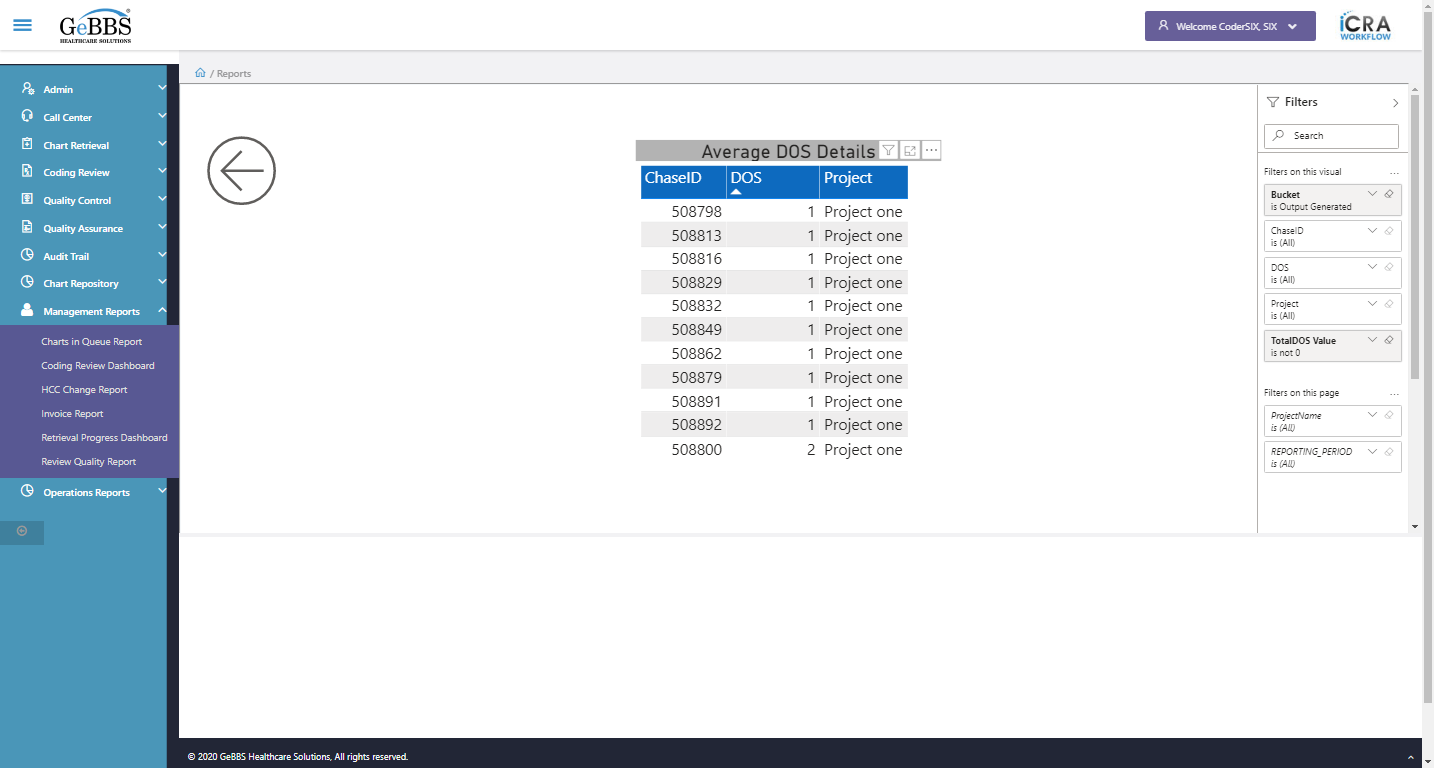 GeBBS
HEALTHCARE SOLUTIONS
Welcome CoderSIX, SIX
iCRA
WORKFLOW
/ Reports
Admin
Call Center
Chart Retrieval
Coding Review
Quality Control
Quality Assurance
Audit Trail
Chart Repository
Management Reports
Charts in Queue Report
Coding Review Dashboard
HCC Change Report
Invoice Report
Retrieval Progress Dashboard
Review Quality Report
Operations Reports
Average DOS Details
ChaseID DOS Project
508798 1 Project one
508813 1 Project one
508816 1 Project one
508829 1 Project one
508832 1 Project one
508849 1 Project one
508862 1 Project one
508879 1 Project one
508891 1 Project one
508892 1 Project one
508800 2 Project one
Filters
Search
Filters on this visual
Bucket
is Output Generated
ChaseID
is (All)
DOS
is (All)
Project
is (All)
TotalDOS Value
is not 0
Filters on this page
ProjectName
is (All)
REPORTING_PERIOD
is (All)
© 2020 GeBBS Healthcare Solutions, All rights reserved.